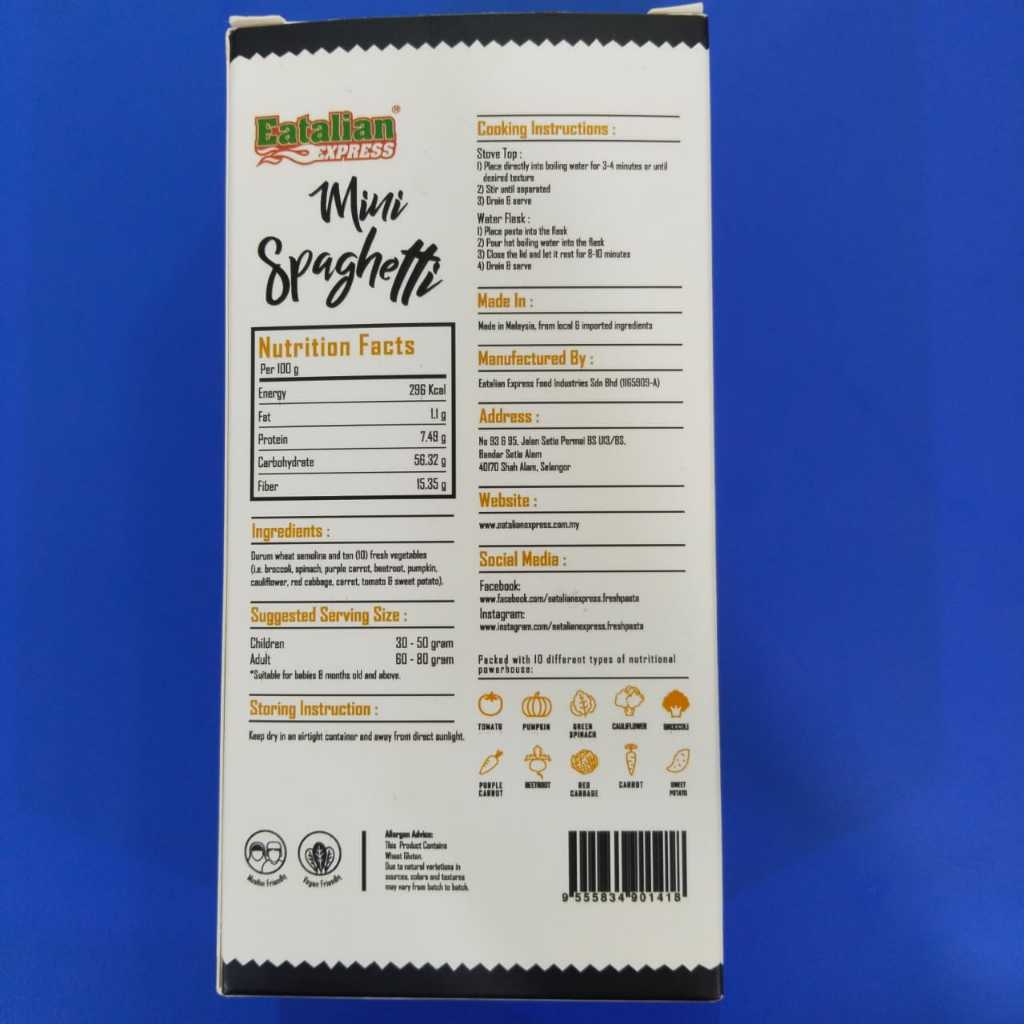 Eatalian®
EXPRESS
Mini
Spaghetti
Nutrition Facts
Per 100 g
Energy 296 Kcal
Fat 1.1 g
Protein 7.49 g
Carbohydrate 56.32 g
Fiber 15.35 g
Ingredients :
Durum wheat semolina and ten (10) fresh vegetables
(i.e. broccoli, spinach, purple carrot, beetroot, pumpkin,
cauliflower, red cabbage, carrot, tomato & sweet potato).
Suggested Serving Size :
Children 30 - 50 gram
Adult 60 - 80 gram
*Suitable for babies 8 months old and above.
Storing Instruction :
Keep dry in an airtight container and away from direct sunlight.
Muslim Friendly
Vegan Friendly
Allergen Advice:
This Product Contains
Wheat Gluten.
Due to natural variations in
sources, colors and textures
may vary from batch to batch.
Cooking Instructions :
Stove Top :
1) Place directly into boiling water for 3-4 minutes or until
desired texture
2) Stir until separated
3) Drain & serve
Water Flask :
1) Place pasta into the flask
2) Pour hot boiling water into the flask
3) Close the lid and let it rest for 8-10 minutes
4) Drain & serve
Made In :
Made in Malaysia, from local & imported ingredients
Manufactured By :
Eatalian Express Food Industries Sdn Bhd (1165909-A)
Address :
No 93 & 95, Jalan Setia Permai BS U13/BS,
Bandar Setia Alam
40170 Shah Alam, Selangor
Website :
www.eatalianexpress.com.my
Social Media :
Facebook:
www.facebook.com/eatalianexpress.freshpasta
Instagram:
www.instagram.com/eatalianexpress.freshpasta
Packed with 10 different types of nutritional
powerhouse:
TOMATO PUMPKIN GREEN SPINACH CAULIFLOWER BROCCOLI
PURPLE CARROT BEETROOT RED CABBAGE CARROT SWEET POTATO
9 555834 901418